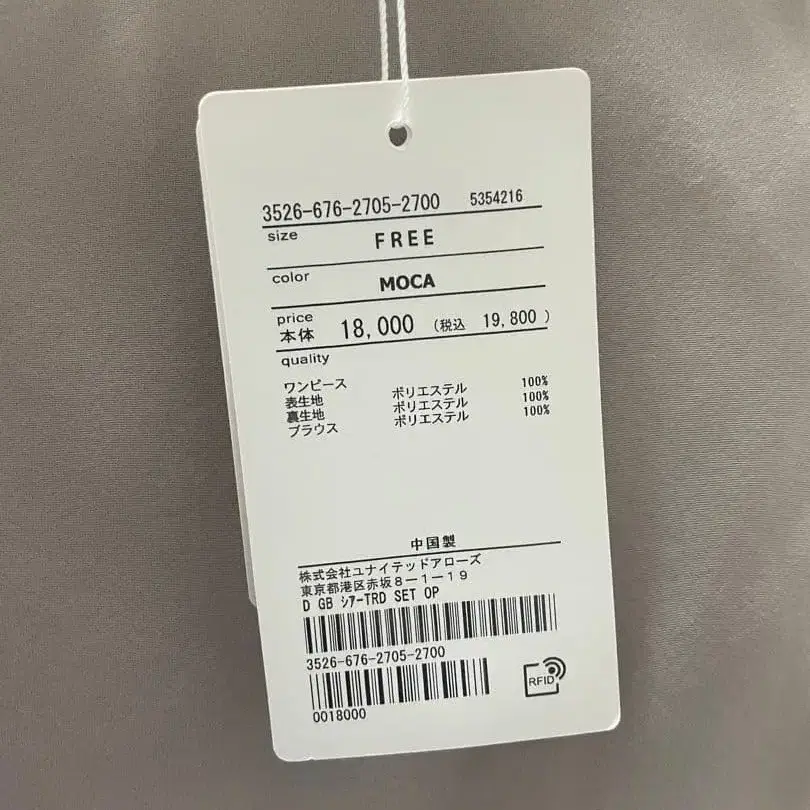 3526-676-2705-2700 5354216
size FREE
color MOCA
price
本体 18,000 (税込 19,800 )
quality
ワンピース
表生地 ポリエステル 100%
裏生地 ポリエステル 100%
ブラウス ポリエステル 100%
中国製
株式会社ユナイテッドアローズ
東京都港区赤坂8-1-19
D GB ｼｱｰTRD SET OP
3526-676-2705-2700
0018000
RFID